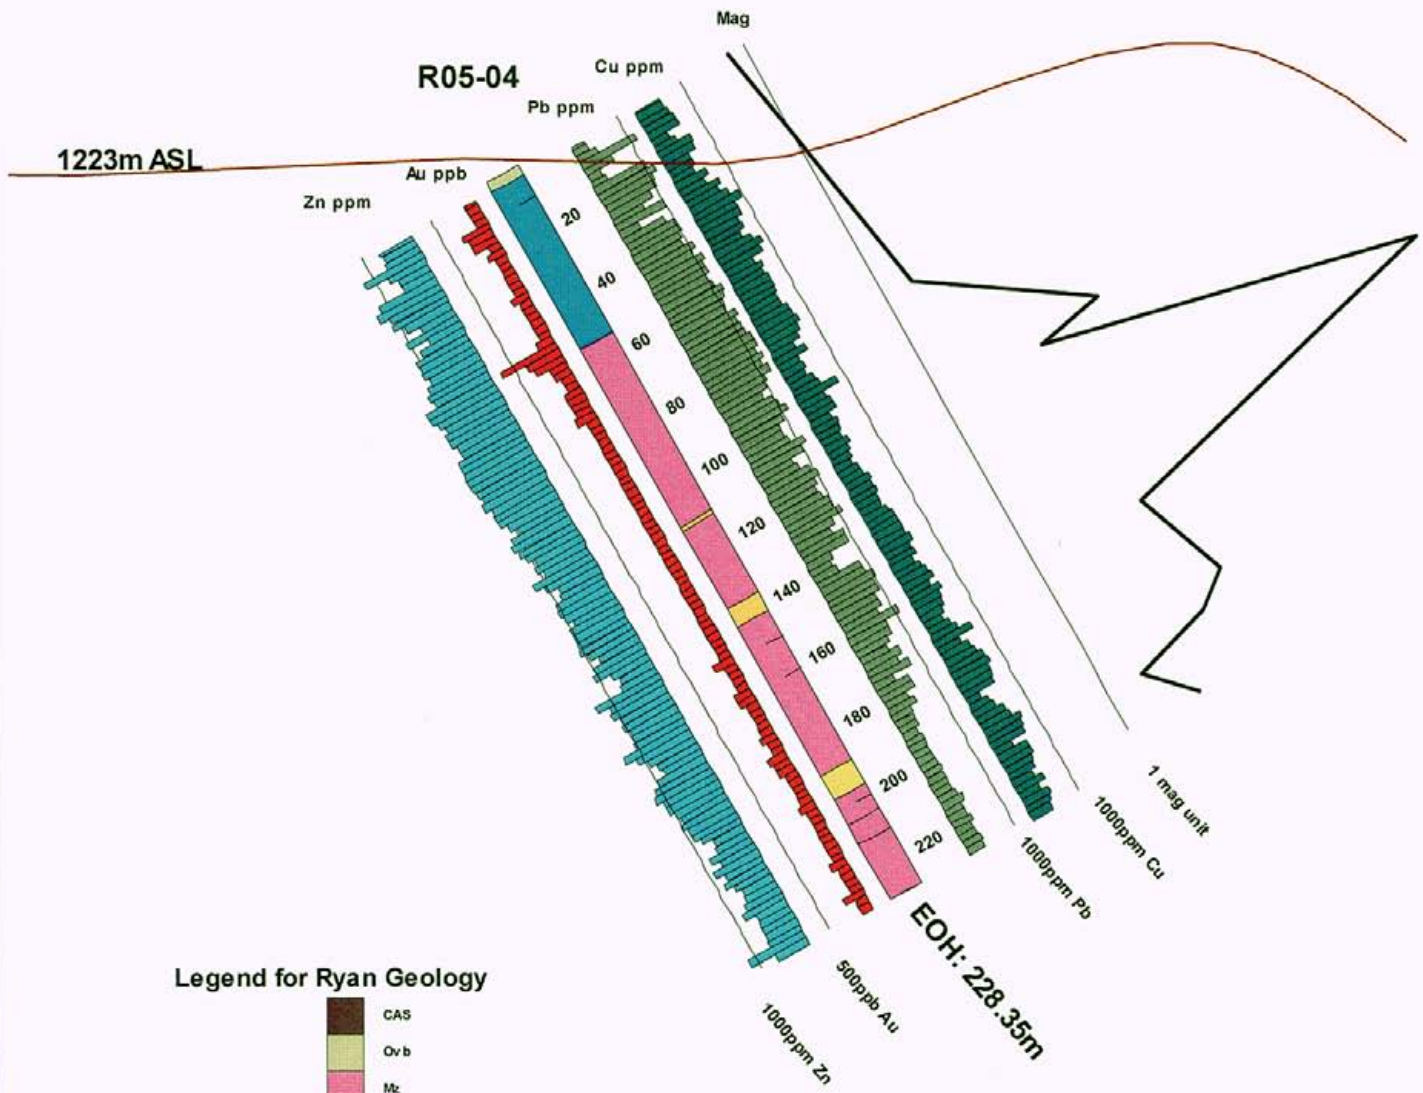 Mag
R05-04
Cu ppm
Pb ppm
1223m ASL
Au ppb
Zn ppm
20
40
60
80
100
120
140
160
180
200
220
1 mag unit
1000ppm Cu
1000ppm Pb
EOH: 228.35m
500ppb Au
1000ppm Zn
Legend for Ryan Geology
CAS
Ovb
Mz